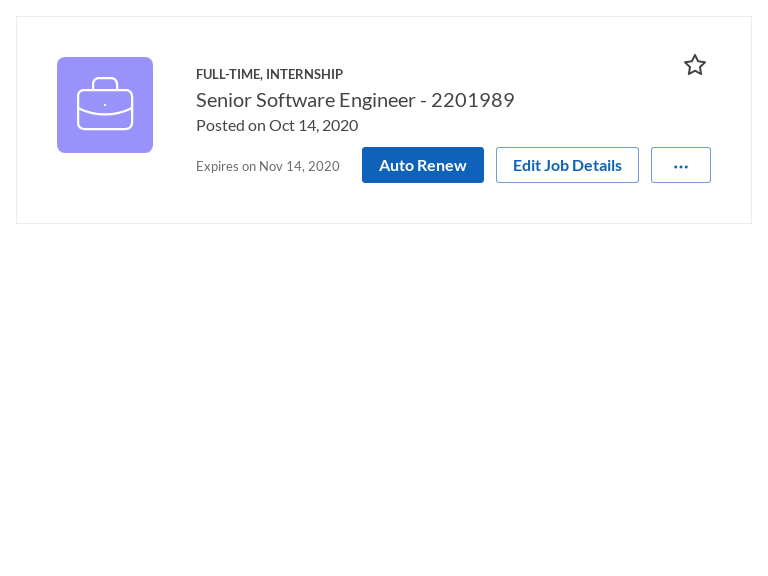 FULL-TIME, INTERNSHIP
Senior Software Engineer - 2201989
Posted on Oct 14, 2020
Expires on Nov 14, 2020 Auto Renew Edit Job Details ...